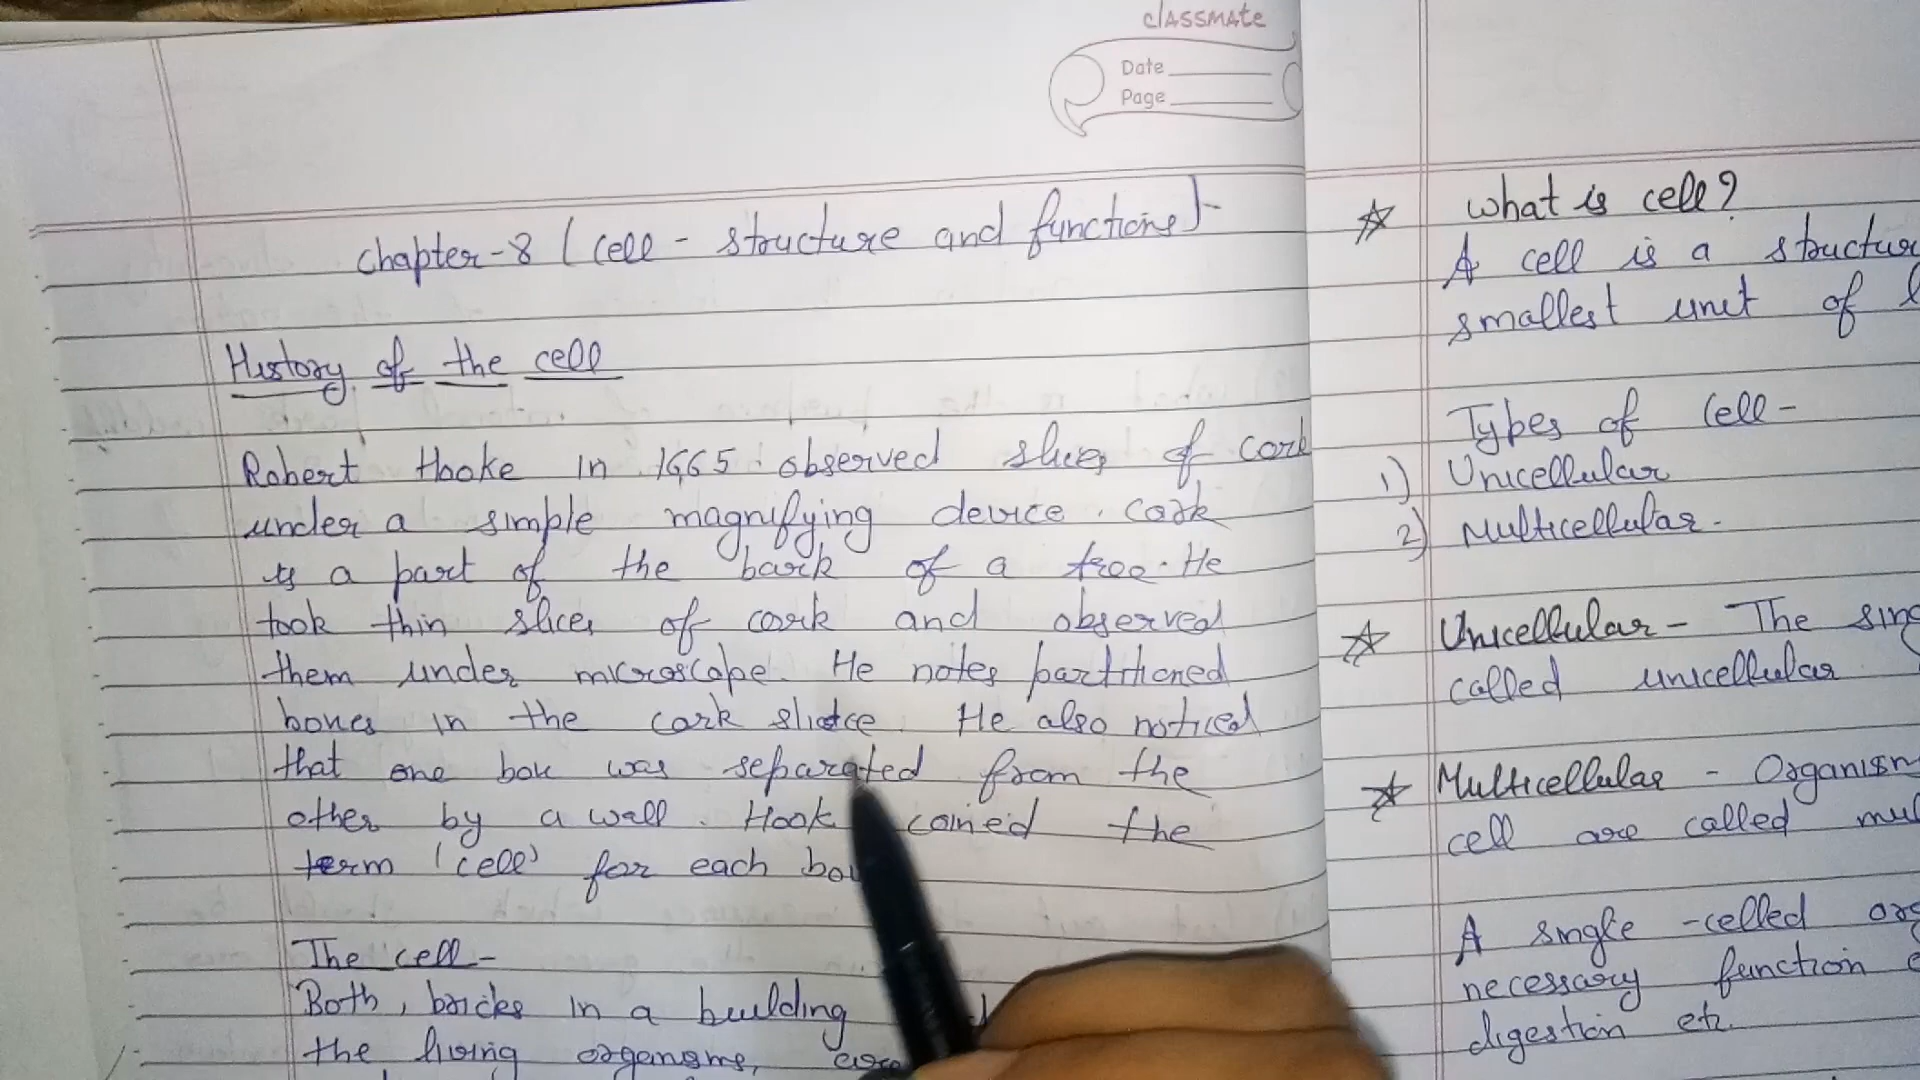 classmate
Date
Page
Chapter-8 (Cell - structure and functions)-
History of the cell
Robert Hooke in 1665 observed slices of cork
under a simple magnifying device. Cork
is a part of the bark of a tree. He
took thin slices of cork and observed
them under microscope. He notes partitioned
boxes in the cork slice. He also noticed
that one box was separated from the
other by a wall. Hook coined the
term 'cell' for each
The cell-
Both, bricks in a building
the living organisms, are
What is cell?
A cell is a structur
smallest unit of
Types of Cell-
1) Unicellular
2) Multicellular.
Unicellular- The sing
called unicellular
Multicellular - Organism
cell are called mul
A single -celled org
necessary function
digestion etc.